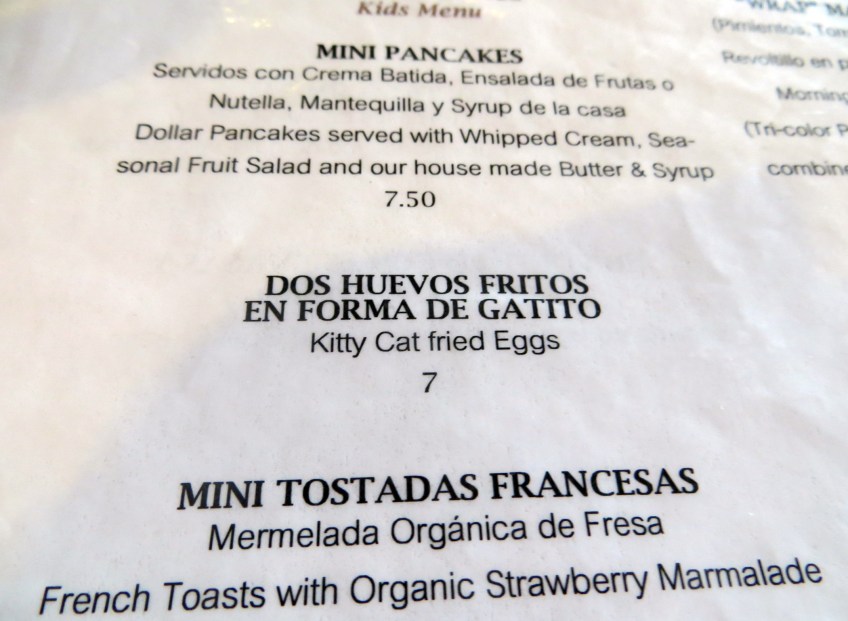 Kids Menu
MINI PANCAKES
Servidos con Crema Batida, Ensalada de Frutas o
Nutella, Mantequilla y Syrup de la casa
Dollar Pancakes served with Whipped Cream, Sea-
sonal Fruit Salad and our house made Butter & Syrup
7.50
DOS HUEVOS FRITOS
EN FORMA DE GATITO
Kitty Cat fried Eggs
7
MINI TOSTADAS FRANCESAS
Mermelada Orgánica de Fresa
French Toasts with Organic Strawberry Marmalade
"WRAP"
(Pimientos,
Revoltillo en
Morning
(Tri-color
combine